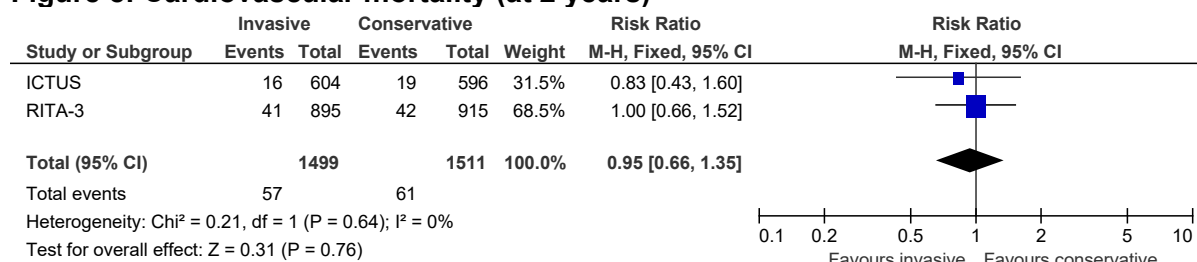 Figure 6. Cardiovascular mortality (at 2 years)
Invasive Conservative Risk Ratio Risk Ratio
Study or Subgroup Events Total Events Total Weight M-H, Fixed, 95% CI M-H, Fixed, 95% CI
ICTUS 16 604 19 596 31.5% 0.83 [0.43, 1.60]
RITA-3 41 895 42 915 68.5% 1.00 [0.66, 1.52]
Total (95% CI) 1499 1511 100.0% 0.95 [0.66, 1.35]
Total events 57 61
Heterogeneity: Chi² = 0.21, df = 1 (P = 0.64); I² = 0%
Test for overall effect: Z = 0.31 (P = 0.76)
0.1 0.2 0.5 1 2 5 10
Favours invasive Favours conservative